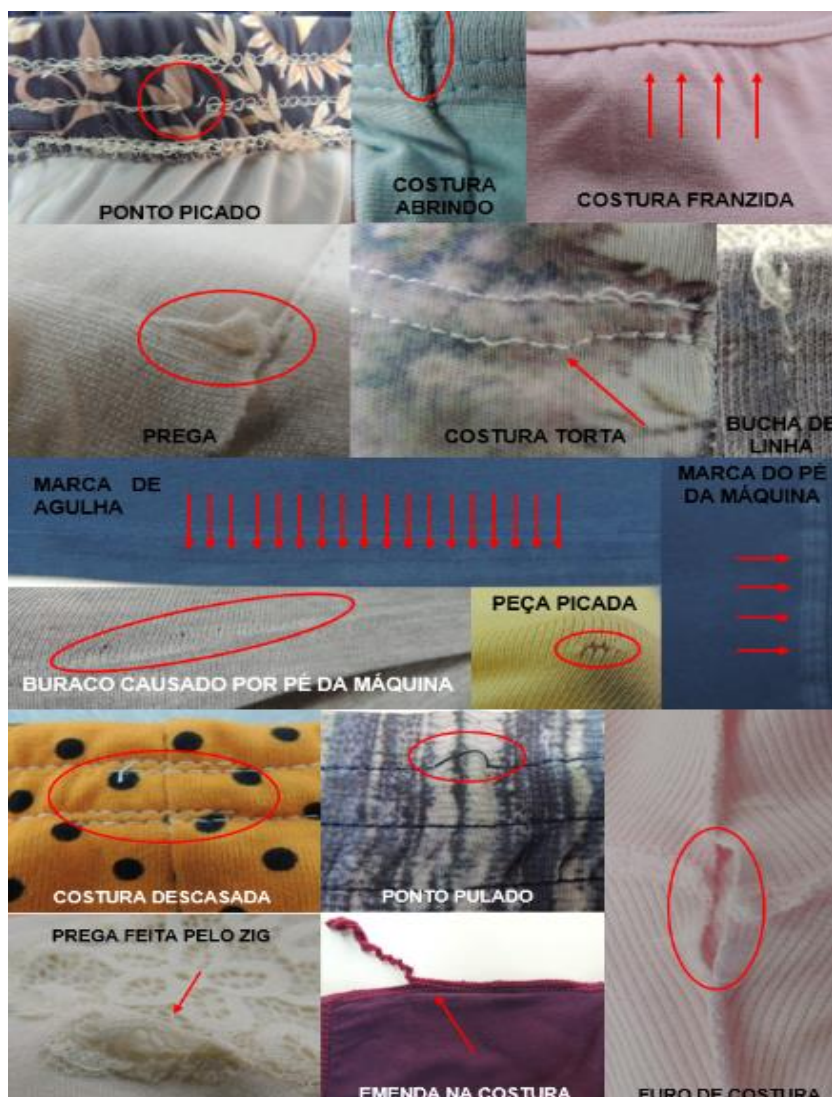 PONTO PICADO
COSTURA
ABRINDO
COSTURA FRANZIDA
PREGA
COSTURA TORTA
BUCHA DE
LINHA
MARCA DE
AGULHA
MARCA DO PÉ
DA MÁQUINA
BURACO CAUSADO POR PÉ DA MÁQUINA
PEÇA PICADA
COSTURA DESCASADA
PONTO PULADO
PREGA FEITA PELO ZIG
EMENDA NA COSTURA
FURO DE COSTURA